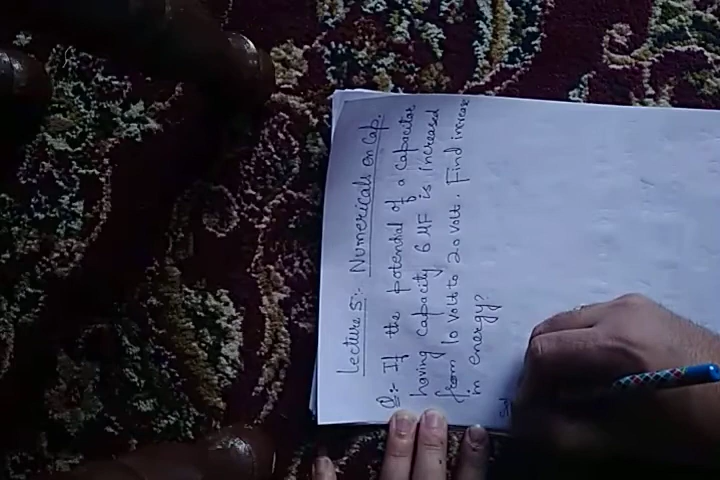 Lecture 5:- Numericals on Cap.
Q:- If the potential of a capacitor
having capacity 6 μF is increased
from 10 volt to 20 volt. Find increase
in energy?
Sol